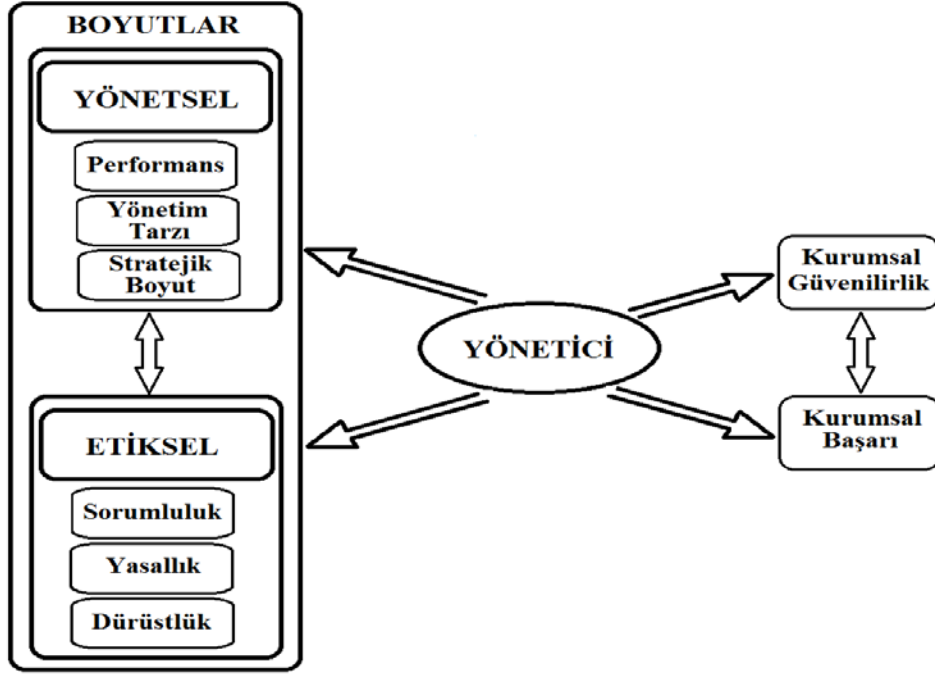 BOYUTLAR
YÖNETSEL
Performans
Yönetim
Tarzı
Stratejik
Boyut
ETİKSEL
Sorumluluk
Yasallık
Dürüstlük
YÖNETİCİ
Kurumsal
Güvenilirlik
Kurumsal
Başarı